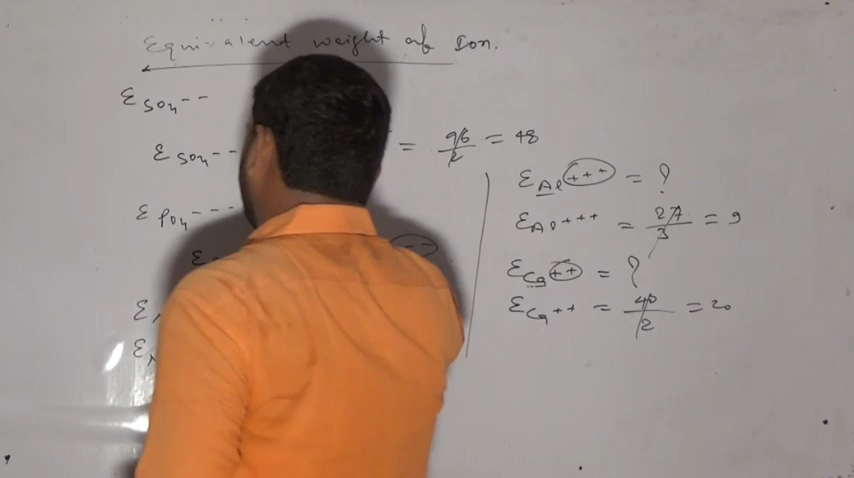 Equivalent weight of Ion.
E SO4--
E SO4-- = 96/2 = 48
E PO4---
--
E Al+++ = ?
E Al+++ = 27/3 = 9
E Ca++ = ?
E Ca++ = 40/2 = 20